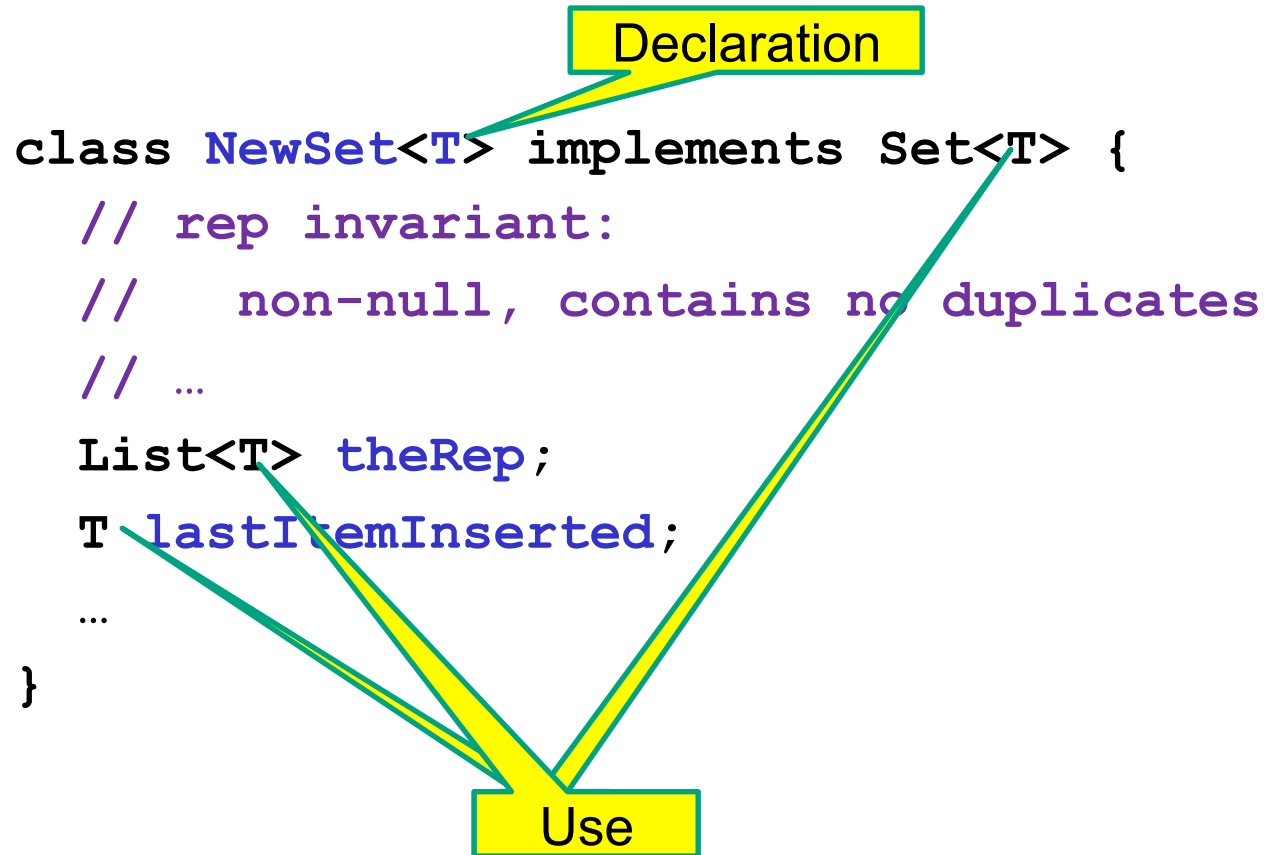 Declaration
class NewSet<T> implements Set<T> {
// rep invariant:
//   non-null, contains no duplicates
// …
List<T> theRep;
T lastItemInserted;
…
}
Use